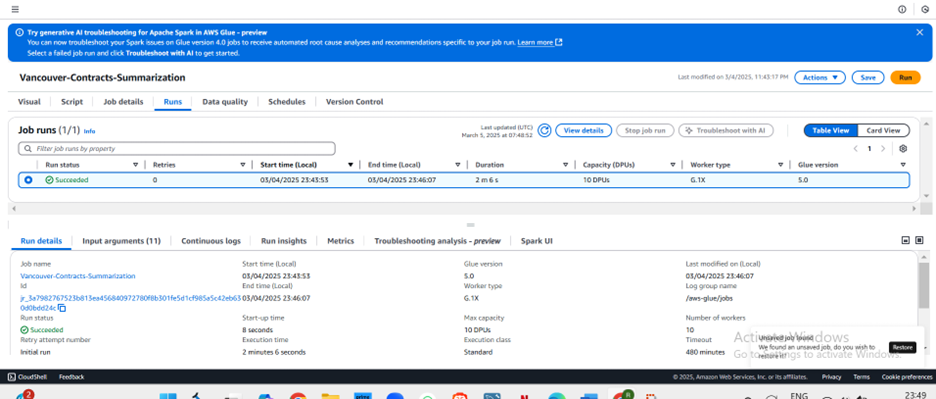 Try generative AI troubleshooting for Apache Spark in AWS Glue - preview
You can now troubleshoot your Spark issues on Glue version 4.0 jobs to receive automated root cause analyses and recommendations specific to your job run. Learn more
Select a failed job run and click Troubleshoot with AI to get started.
Vancouver-Contracts-Summarization
Last modified on 3/4/2025, 11:43:17 PM
Actions
Save
Run
Visual
Script
Job details
Runs
Data quality
Schedules
Version Control
Job runs (1/1) Info
Last updated (UTC)
March 5, 2025 at 07:48:52
View details
Stop job run
Troubleshoot with AI
Table View
Card View
Filter job runs by property
1
Run status
Retries
Start time (Local)
End time (Local)
Duration
Capacity (DPUs)
Worker type
Glue version
Succeeded
0
03/04/2025 23:43:53
03/04/2025 23:46:07
2 m 6 s
10 DPUs
G.1X
5.0
Run details
Input arguments (11)
Continuous logs
Run insights
Metrics
Troubleshooting analysis - preview
Spark UI
Job name
Start time (Local)
Glue version
Last modified on (Local)
Vancouver-Contracts-Summarization
03/04/2025 23:43:53
5.0
03/04/2025 23:46:07
Id
End time (Local)
Worker type
Log group name
jr_3a7982767523b813ea456840972780f8b301fe5d1cf985a5c42eb63
0d0bdd24c
03/04/2025 23:46:07
G.1X
/aws-glue/jobs
Run status
Start-up time
Max capacity
Number of workers
Succeeded
8 seconds
10 DPUs
10
Retry attempt number
Execution time
Execution class
Timeout
Initial run
2 minutes 6 seconds
Standard
480 minutes
Activate Windows
Go to Settings to activate Windows.
Unsaved job found
We found an unsaved job, do you wish to
restore it?
Restore
CloudShell
Feedback
© 2025, Amazon Web Services, Inc. or its affiliates.
Privacy
Terms
Cookie preferences
2
ENG
23:49